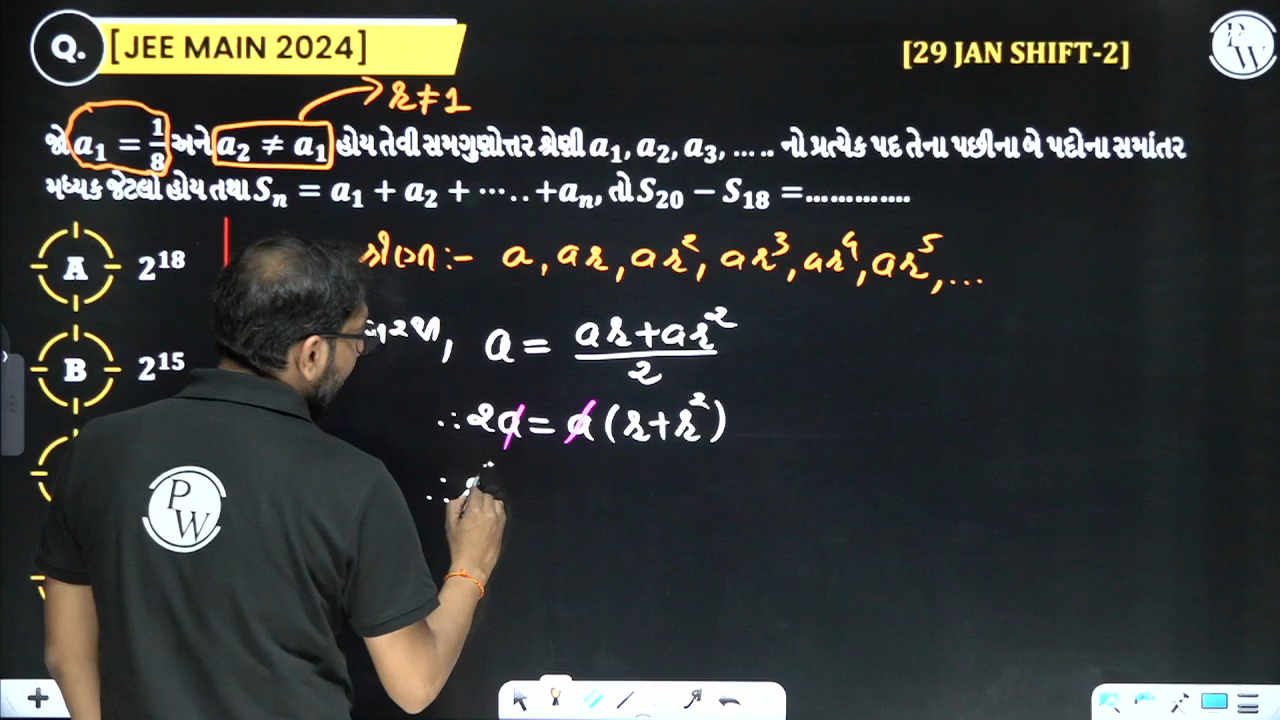 Q. [JEE MAIN 2024]
[29 JAN SHIFT-2]
PW
r ≠ 1
જો a₁ = 1/8 અને a₂ ≠ a₁ હોય તેવી સમગુણોત્તર શ્રેણી a₁, a₂, a₃, ….. નો પ્રત્યેક પદ તેના પછીના બે પદોના સમાંતર
મધ્યક જેટલો હોય તથા Sₙ = a₁ + a₂ + ⋯..+aₙ, તો S₂₀ − S₁₈ =.............
A 2¹⁸
:- a, ar, ar², ar³, ar⁴, ar⁵, ...
, a = (ar+ar²)/2
B 2¹⁵
∴ 2a = a(r+r²)
∴
PW